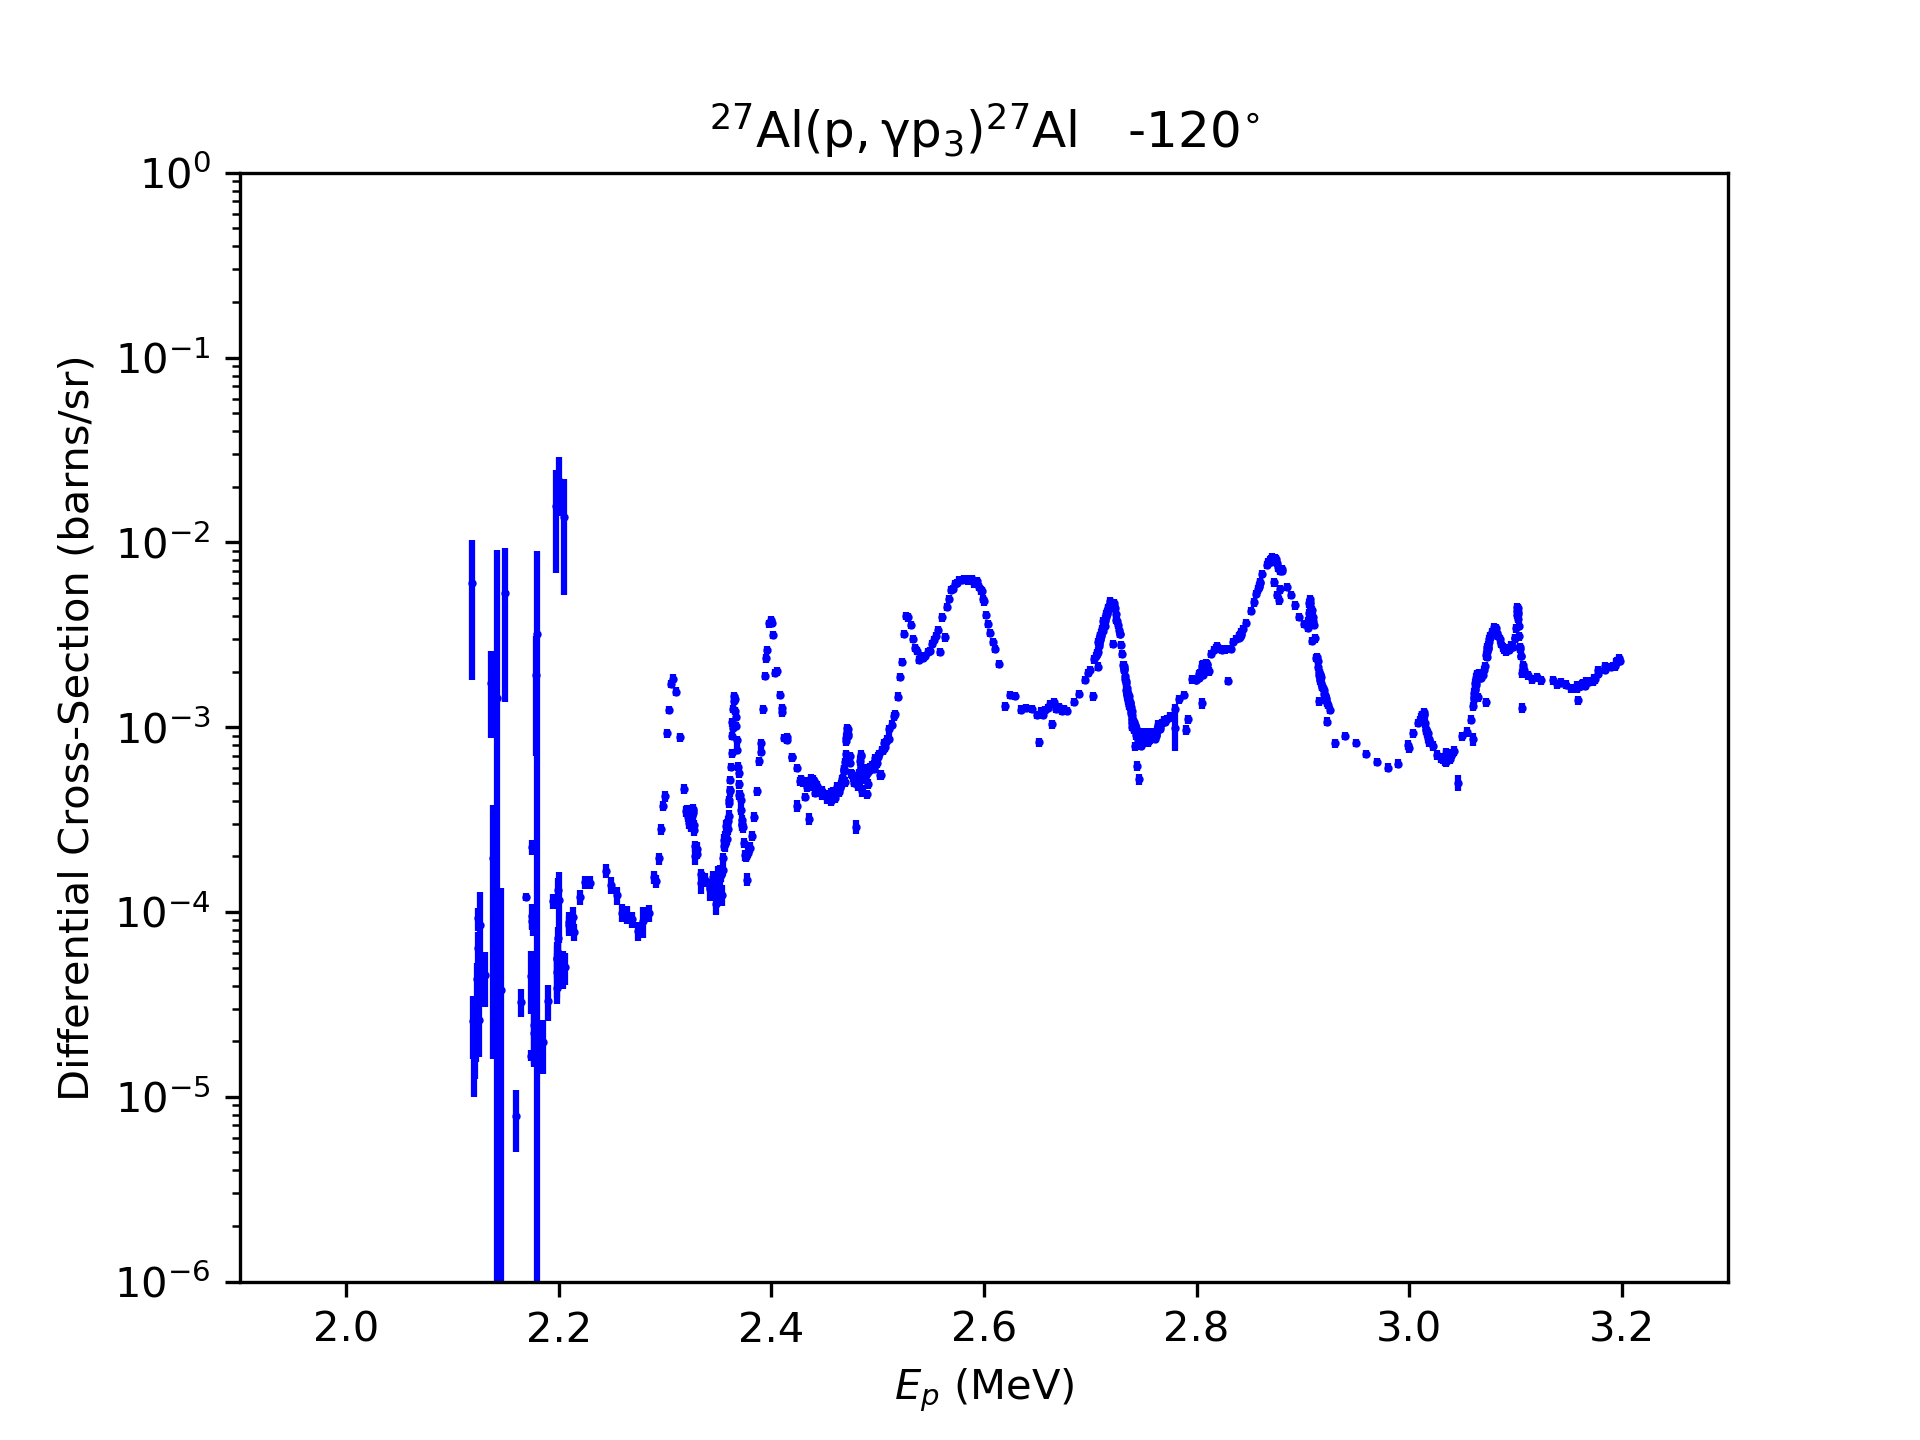 ²⁷Al(p, γp₃)²⁷Al -120°
10⁰
10⁻¹
10⁻²
10⁻³
10⁻⁴
10⁻⁵
10⁻⁶
Differential Cross-Section (barns/sr)
2.0 2.2 2.4 2.6 2.8 3.0 3.2
Eₚ (MeV)